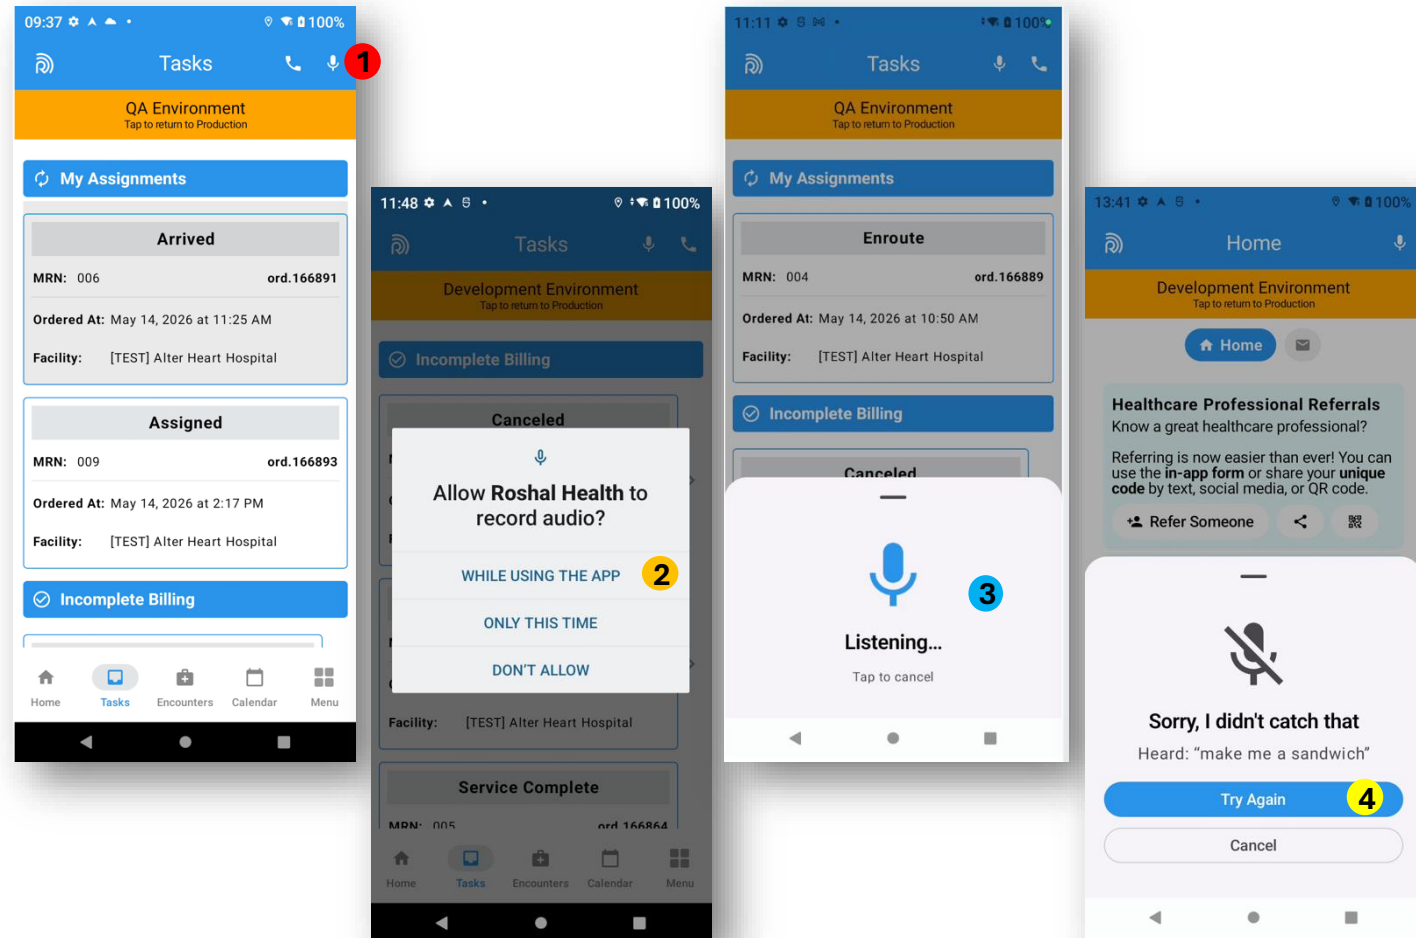 09:37
100%
Tasks
1
QA Environment
Tap to return to Production
My Assignments
Arrived
MRN: 006 ord.166891
Ordered At: May 14, 2026 at 11:25 AM
Facility: [TEST] Alter Heart Hospital
Assigned
MRN: 009 ord.166893
Ordered At: May 14, 2026 at 2:17 PM
Facility: [TEST] Alter Heart Hospital
Incomplete Billing
Home Tasks Encounters Calendar Menu
11:48
100%
Tasks
Development Environment
Tap to return to Production
Incomplete Billing
Canceled
Allow Roshal Health to
record audio?
WHILE USING THE APP
2
ONLY THIS TIME
DON'T ALLOW
Facility: [TEST] Alter Heart Hospital
Service Complete
MRN: 005 ord.166864
Home Tasks Encounters Calendar Menu
11:11
100%
Tasks
QA Environment
Tap to return to Production
My Assignments
Enroute
MRN: 004 ord.166889
Ordered At: May 14, 2026 at 10:50 AM
Facility: [TEST] Alter Heart Hospital
Incomplete Billing
Canceled
3
Listening...
Tap to cancel
13:41
100%
Home
Development Environment
Tap to return to Production
Home
Healthcare Professional Referrals
Know a great healthcare professional?
Referring is now easier than ever! You can
use the in-app form or share your unique
code by text, social media, or QR code.
Refer Someone
Sorry, I didn't catch that
Heard: “make me a sandwich”
Try Again
4
Cancel